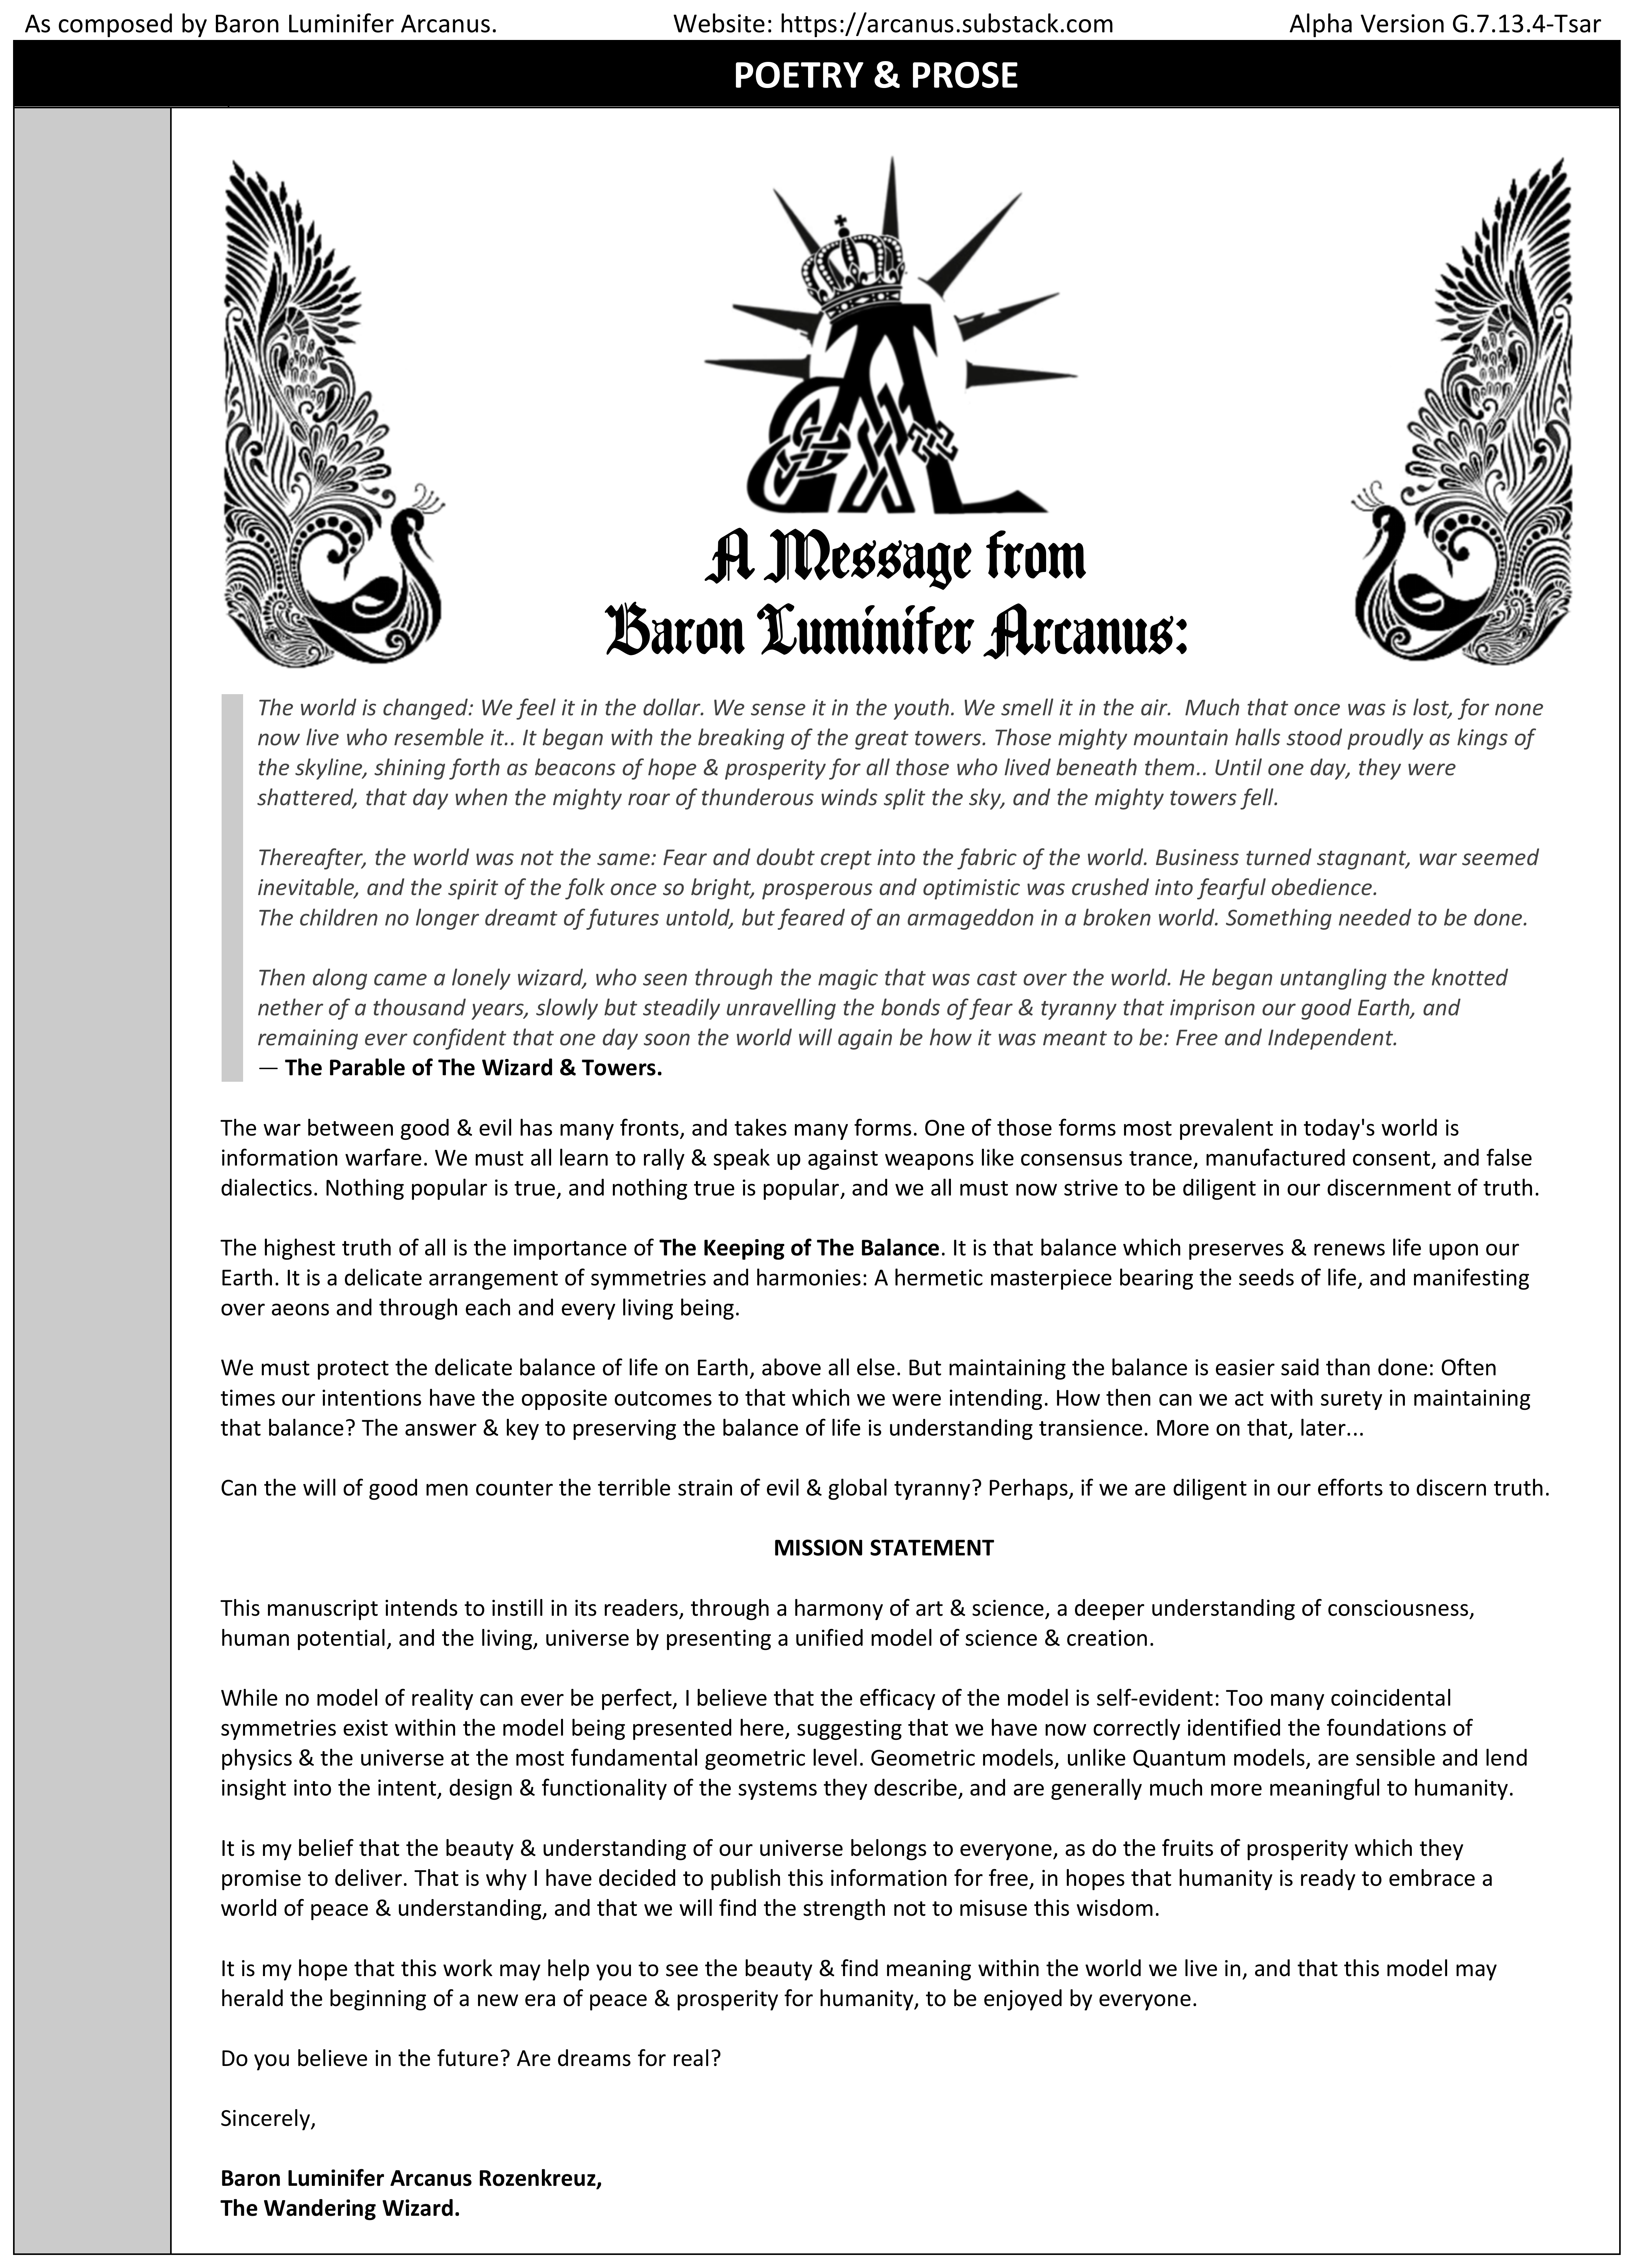 As composed by Baron Luminifer Arcanus. Website: https://arcanus.substack.com Alpha Version G.7.13.4-Tsar
POETRY & PROSE
A Message from
Baron Luminifer Arcanus:
The world is changed: We feel it in the dollar. We sense it in the youth. We smell it in the air.  Much that once was is lost, for none
now live who resemble it.. It began with the breaking of the great towers. Those mighty mountain halls stood proudly as kings of
the skyline, shining forth as beacons of hope & prosperity for all those who lived beneath them.. Until one day, they were
shattered, that day when the mighty roar of thunderous winds split the sky, and the mighty towers fell.
Thereafter, the world was not the same: Fear and doubt crept into the fabric of the world. Business turned stagnant, war seemed
inevitable, and the spirit of the folk once so bright, prosperous and optimistic was crushed into fearful obedience.
The children no longer dreamt of futures untold, but feared of an armageddon in a broken world. Something needed to be done.
Then along came a lonely wizard, who seen through the magic that was cast over the world. He began untangling the knotted
nether of a thousand years, slowly but steadily unravelling the bonds of fear & tyranny that imprison our good Earth, and
remaining ever confident that one day soon the world will again be how it was meant to be: Free and Independent.
— The Parable of The Wizard & Towers.
The war between good & evil has many fronts, and takes many forms. One of those forms most prevalent in today's world is
information warfare. We must all learn to rally & speak up against weapons like consensus trance, manufactured consent, and false
dialectics. Nothing popular is true, and nothing true is popular, and we all must now strive to be diligent in our discernment of truth.
The highest truth of all is the importance of The Keeping of The Balance. It is that balance which preserves & renews life upon our
Earth. It is a delicate arrangement of symmetries and harmonies: A hermetic masterpiece bearing the seeds of life, and manifesting
over aeons and through each and every living being.
We must protect the delicate balance of life on Earth, above all else. But maintaining the balance is easier said than done: Often
times our intentions have the opposite outcomes to that which we were intending. How then can we act with surety in maintaining
that balance? The answer & key to preserving the balance of life is understanding transience. More on that, later...
Can the will of good men counter the terrible strain of evil & global tyranny? Perhaps, if we are diligent in our efforts to discern truth.
MISSION STATEMENT
This manuscript intends to instill in its readers, through a harmony of art & science, a deeper understanding of consciousness,
human potential, and the living, universe by presenting a unified model of science & creation.
While no model of reality can ever be perfect, I believe that the efficacy of the model is self-evident: Too many coincidental
symmetries exist within the model being presented here, suggesting that we have now correctly identified the foundations of
physics & the universe at the most fundamental geometric level. Geometric models, unlike Quantum models, are sensible and lend
insight into the intent, design & functionality of the systems they describe, and are generally much more meaningful to humanity.
It is my belief that the beauty & understanding of our universe belongs to everyone, as do the fruits of prosperity which they
promise to deliver. That is why I have decided to publish this information for free, in hopes that humanity is ready to embrace a
world of peace & understanding, and that we will find the strength not to misuse this wisdom.
It is my hope that this work may help you to see the beauty & find meaning within the world we live in, and that this model may
herald the beginning of a new era of peace & prosperity for humanity, to be enjoyed by everyone.
Do you believe in the future? Are dreams for real?
Sincerely,
Baron Luminifer Arcanus Rozenkreuz,
The Wandering Wizard.